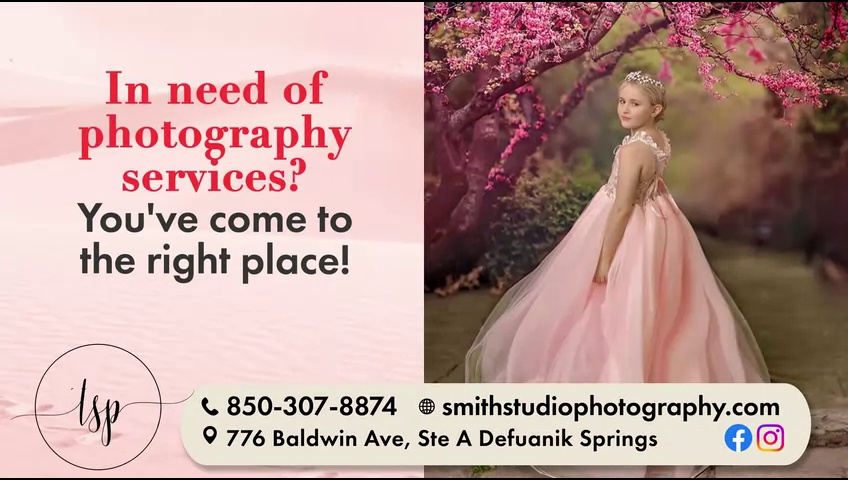 In need of
photography
services?
You've come to
the right place!
tsp
850-307-8874
smithstudiophotography.com
776 Baldwin Ave, Ste A Defuanik Springs